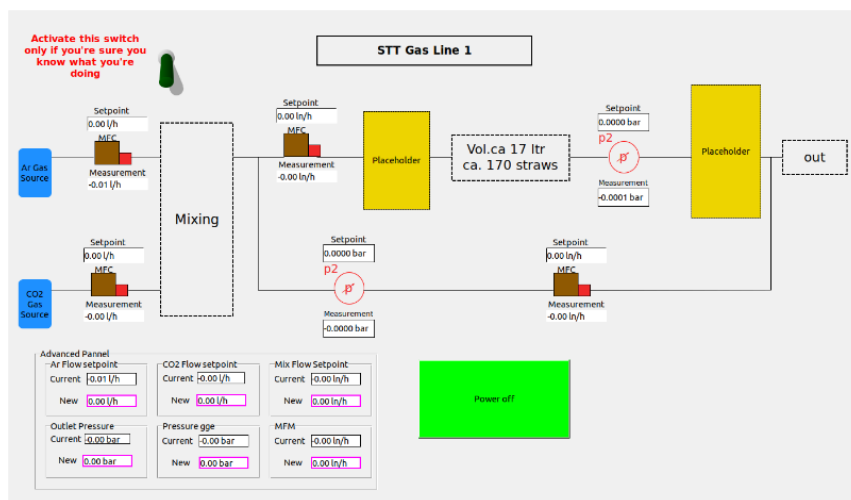 Activate this switch
only if you're sure you
know what you're
doing
STT Gas Line 1
Setpoint
0.00 l/h
MFC
Measurement
-0.01 l/h
Ar Gas
Source
Setpoint
0.00 ln/h
MFC
Measurement
-0.00 ln/h
Placeholder
Vol.ca 17 ltr
ca. 170 straws
Setpoint
0.0000 bar
p2
p
Measurement
-0.0001 bar
Placeholder
out
Mixing
Setpoint
0.00 l/h
MFC
Measurement
-0.00 l/h
CO2
Gas
Source
Setpoint
0.0000 bar
p2
p
Measurement
-0.0000 bar
Setpoint
0.00 ln/h
MFC
Measurement
-0.00 ln/h
Advanced Pannel
Ar Flow setpoint
Current -0.01 l/h
New 0.00 l/h
CO2 Flow setpoint
Current -0.00 l/h
New 0.00 l/h
Mix Flow Setpoint
Current -0.00 ln/h
New 0.00 ln/h
Outlet Pressure
Current -0.00 bar
New 0.00 bar
Pressure gge
Current -0.00 bar
New 0.00 bar
MFM
Current -0.00 ln/h
New 0.00 ln/h
Power off